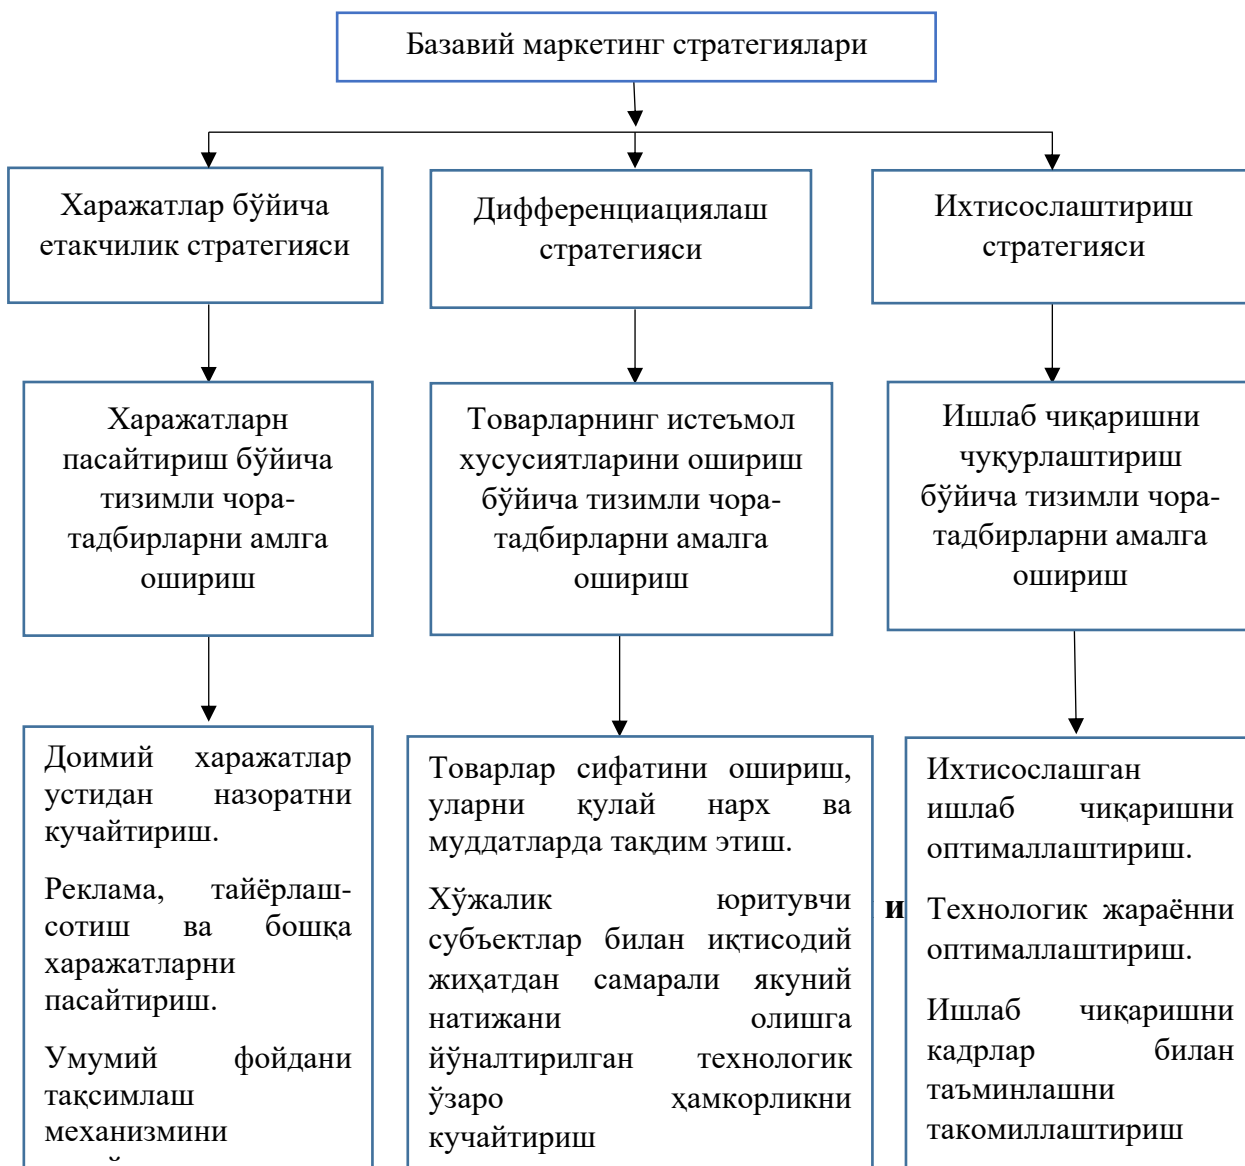 Базавий маркетинг стратегиялари
Харажатлар бўйича
етакчилик стратегияси
Дифференциациялаш
стратегияси
Ихтисослаштириш
стратегияси
Харажатларн
пасайтириш бўйича
тизимли чора-
тадбирларни амлга
ошириш
Товарларнинг истеъмол
хусусиятларини ошириш
бўйича тизимли чора-
тадбирларни амалга
ошириш
Ишлаб чиқаришни
чуқурлаштириш
бўйича тизимли чора-
тадбирларни амалга
ошириш
Доимий харажатлар
устидан назоратни
кучайтириш.
Реклама, тайёрлаш-
сотиш ва бошқа
харажатларни
пасайтириш.
Умумий фойдани
тақсимлаш
механизмини
Товарлар сифатини ошириш,
уларни қулай нарх ва
муддатларда тақдим этиш.
Хўжалик юритувчи
субъектлар билан иқтисодий
жиҳатдан самарали якуний
натижани олишга
йўналтирилган технологик
ўзаро ҳамкорликни
кучайтириш
и
Ихтисослашган
ишлаб чиқаришни
оптималлаштириш.
Технологик жараённи
оптималлаштириш.
Ишлаб чиқаришни
кадрлар билан
таъминлашни
такомиллаштириш